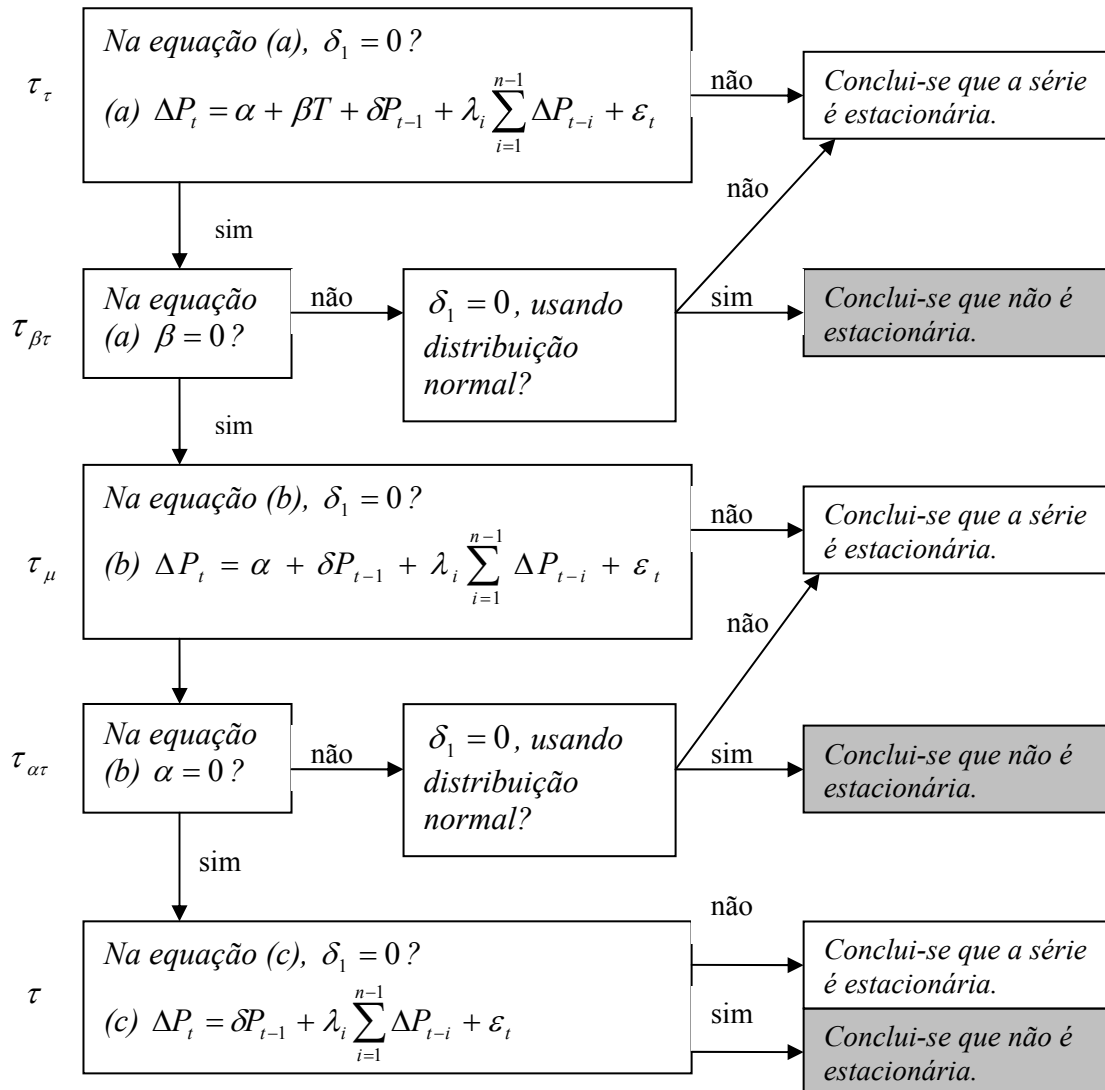 Na equação (a), δ₁ = 0 ?
τ_τ
(a) ΔP_t = α + βT + δP_{t−1} + λ_i ∑_{i=1}^{n−1} ΔP_{t−i} + ε_t
não
Conclui-se que a série
é estacionária.
sim
não
τ_{βτ}
Na equação
(a) β = 0 ?
não
δ₁ = 0, usando
distribuição
normal?
sim
Conclui-se que não é
estacionária.
sim
Na equação (b), δ₁ = 0 ?
τ_μ
(b) ΔP_t = α + δP_{t−1} + λ_i ∑_{i=1}^{n−1} ΔP_{t−i} + ε_t
não
Conclui-se que a série
é estacionária.
não
τ_{ατ}
Na equação
(b) α = 0 ?
não
δ₁ = 0, usando
distribuição
normal?
sim
Conclui-se que não é
estacionária.
sim
Na equação (c), δ₁ = 0 ?
τ
(c) ΔP_t = δP_{t−1} + λ_i ∑_{i=1}^{n−1} ΔP_{t−i} + ε_t
não
Conclui-se que a série
é estacionária.
sim
Conclui-se que não é
estacionária.